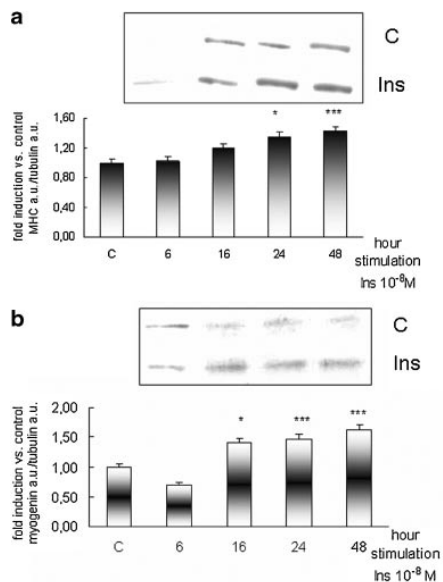 a
C
Ins
fold induction vs. control
MHC a.u./tubulin a.u.
1,60
1,20
0,80
0,40
0,00
* ***
C 6 16 24 48
hour
stimulation
Ins 10⁻⁸M
b
C
Ins
fold induction vs. control
myogenin a.u./tubulin a.u.
2,00
1,50
1,00
0,50
0,00
* *** ***
C 6 16 24 48
hour
stimulation
Ins 10⁻⁸M